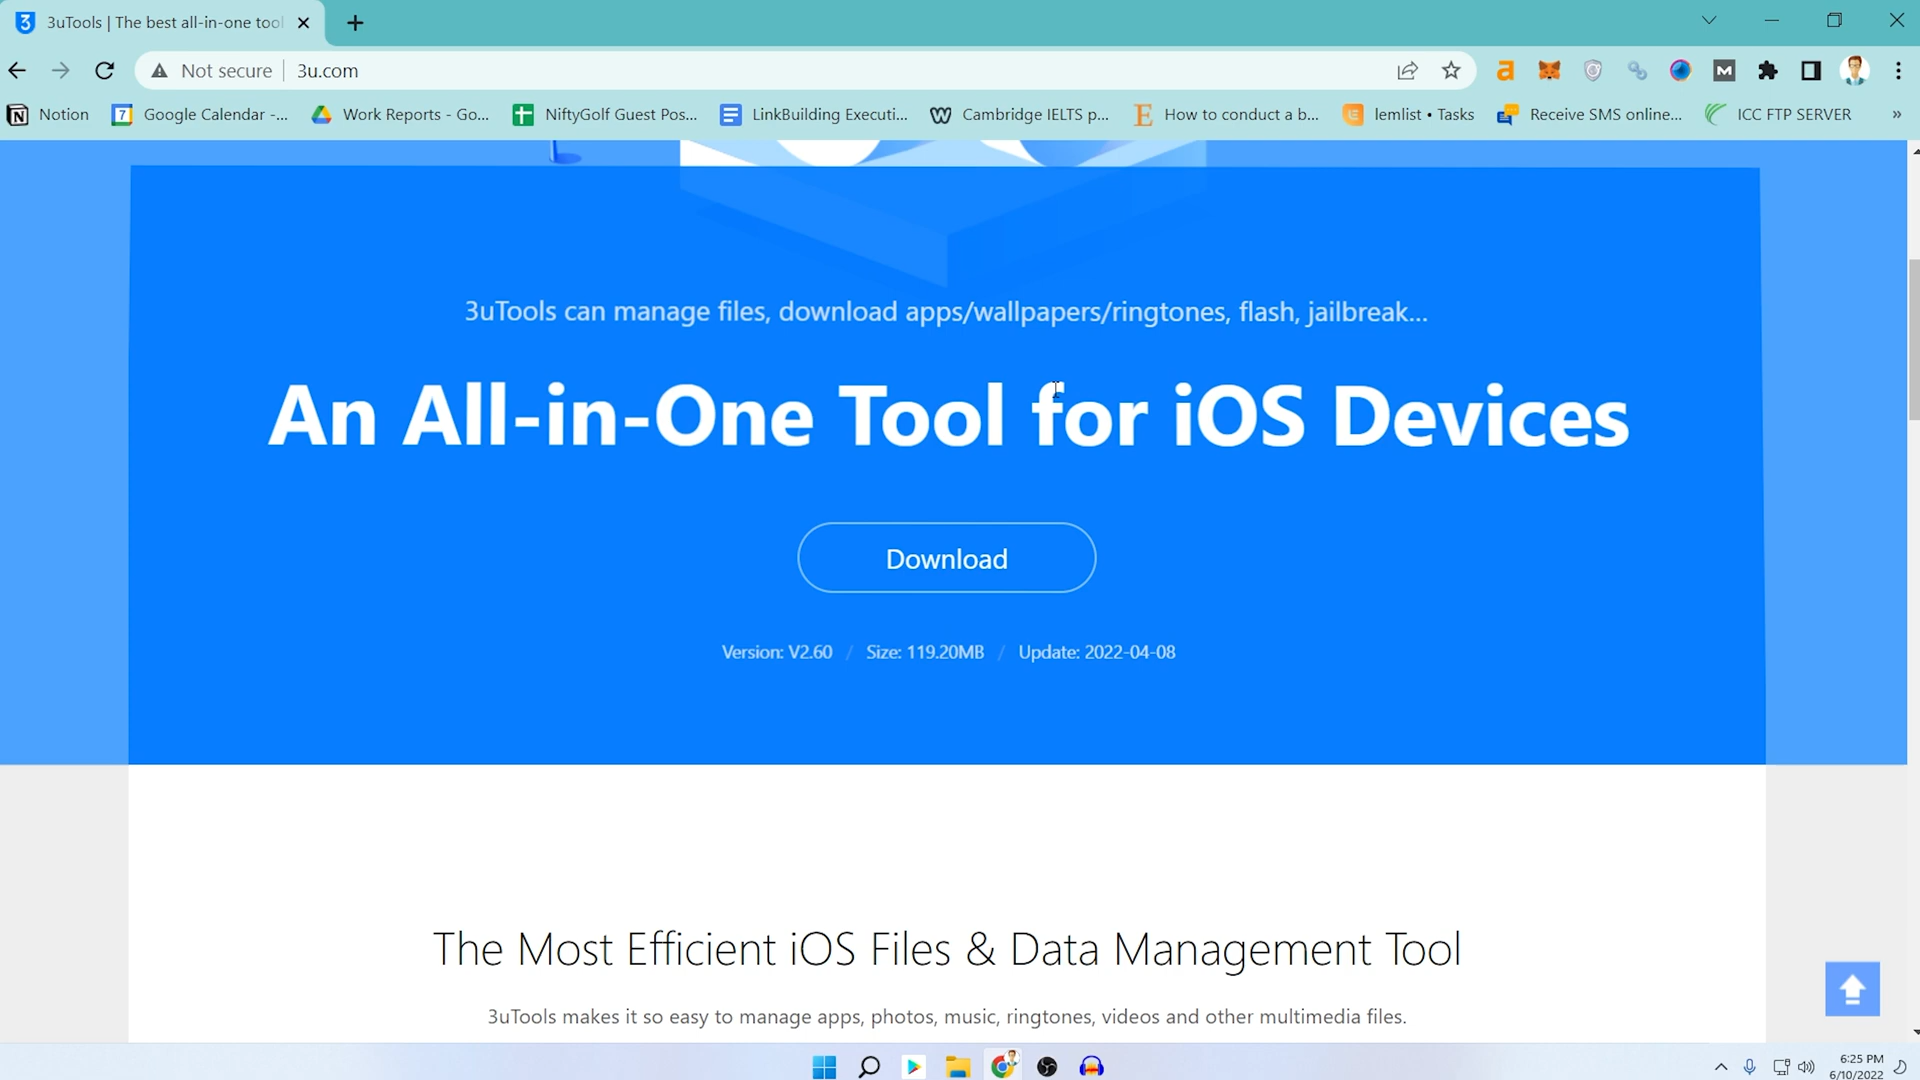 3uTools | The best all-in-one tool
Not secure
3u.com
Notion
7
Google Calendar -...
Work Reports - Go...
NiftyGolf Guest Pos...
LinkBuilding Executi...
Cambridge IELTS p...
How to conduct a b...
lemlist • Tasks
Receive SMS online...
ICC FTP SERVER
»
3uTools can manage files, download apps/wallpapers/ringtones, flash, jailbreak...
An All-in-One Tool for iOS Devices
Download
Version: V2.60 / Size: 119.20MB / Update: 2022-04-08
The Most Efficient iOS Files & Data Management Tool
3uTools makes it so easy to manage apps, photos, music, ringtones, videos and other multimedia files.
6:25 PM
6/10/2022